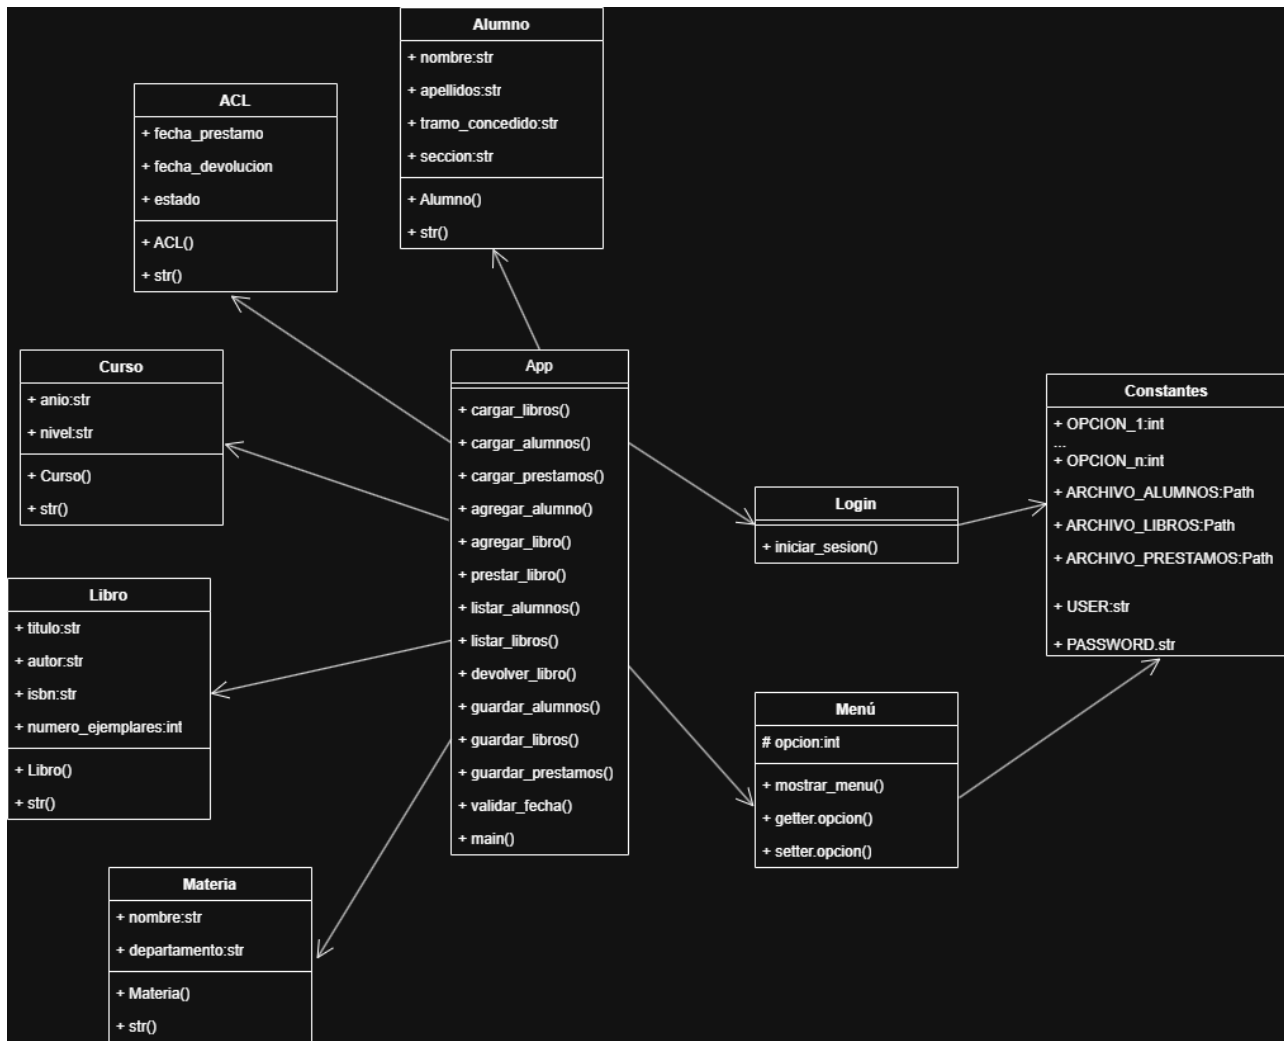 Alumno
+ nombre:str
+ apellidos:str
+ tramo_concedido:str
+ seccion:str
+ Alumno()
+ str()
ACL
+ fecha_prestamo
+ fecha_devolucion
+ estado
+ ACL()
+ str()
Curso
+ anio:str
+ nivel:str
+ Curso()
+ str()
App
+ cargar_libros()
+ cargar_alumnos()
+ cargar_prestamos()
+ agregar_alumno()
+ agregar_libro()
+ prestar_libro()
+ listar_alumnos()
+ listar_libros()
+ devolver_libro()
+ guardar_alumnos()
+ guardar_libros()
+ guardar_prestamos()
+ validar_fecha()
+ main()
Constantes
+ OPCION_1:int
...
+ OPCION_n:int
+ ARCHIVO_ALUMNOS:Path
+ ARCHIVO_LIBROS:Path
+ ARCHIVO_PRESTAMOS:Path
+ USER:str
+ PASSWORD.str
Login
+ iniciar_sesion()
Libro
+ titulo:str
+ autor:str
+ isbn:str
+ numero_ejemplares:int
+ Libro()
+ str()
Menú
# opcion:int
+ mostrar_menu()
+ getter.opcion()
+ setter.opcion()
Materia
+ nombre:str
+ departamento:str
+ Materia()
+ str()